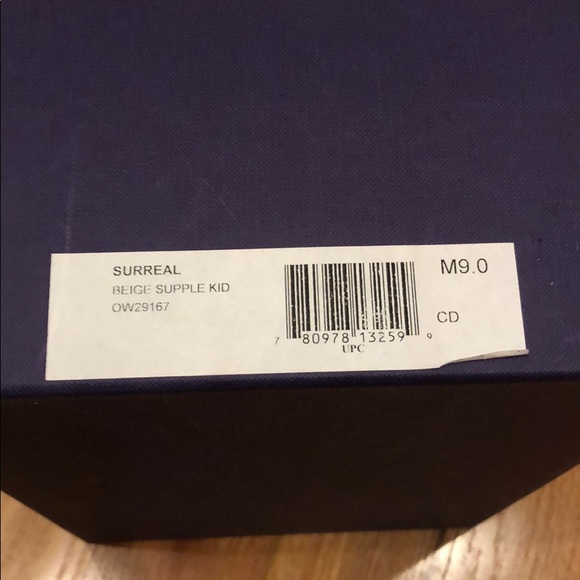 SURREAL
BEIGE SUPPLE KID
OW29167
7 80978 13259 9
UPC
M9.0
CD